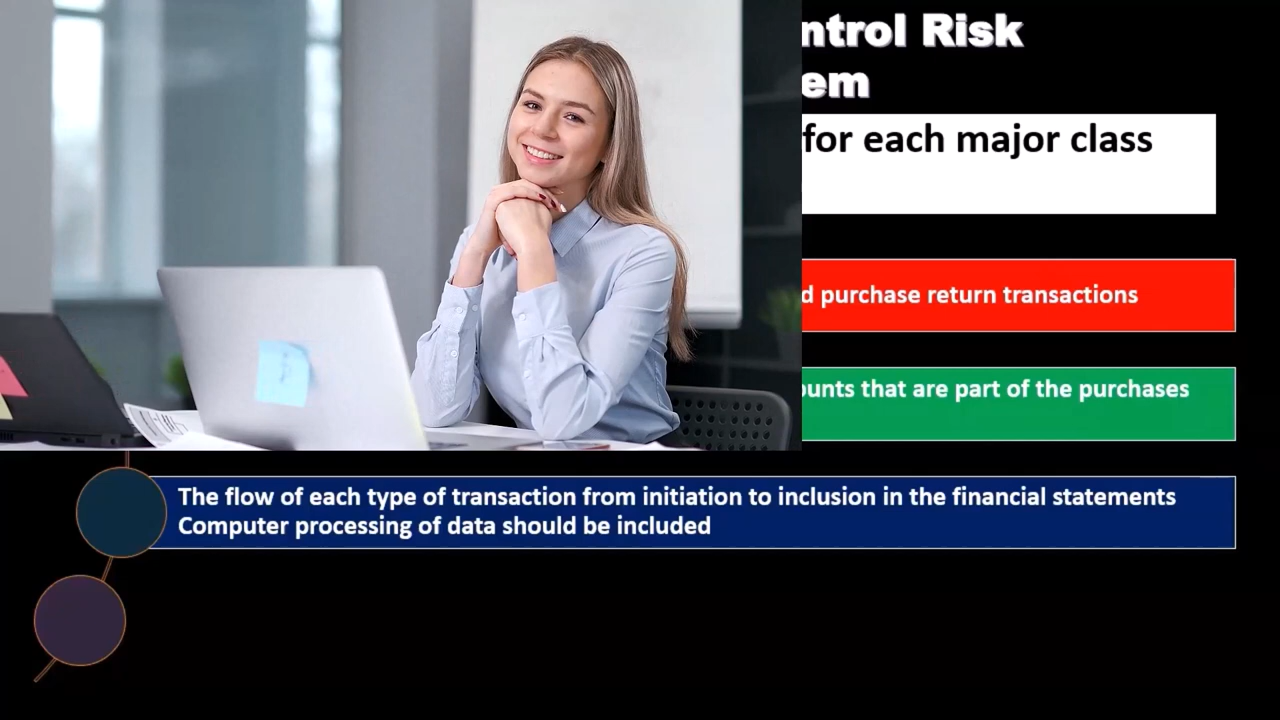 ntrol Risk
em
for each major class
d purchase return transactions
ounts that are part of the purchases
The flow of each type of transaction from initiation to inclusion in the financial statements
Computer processing of data should be included